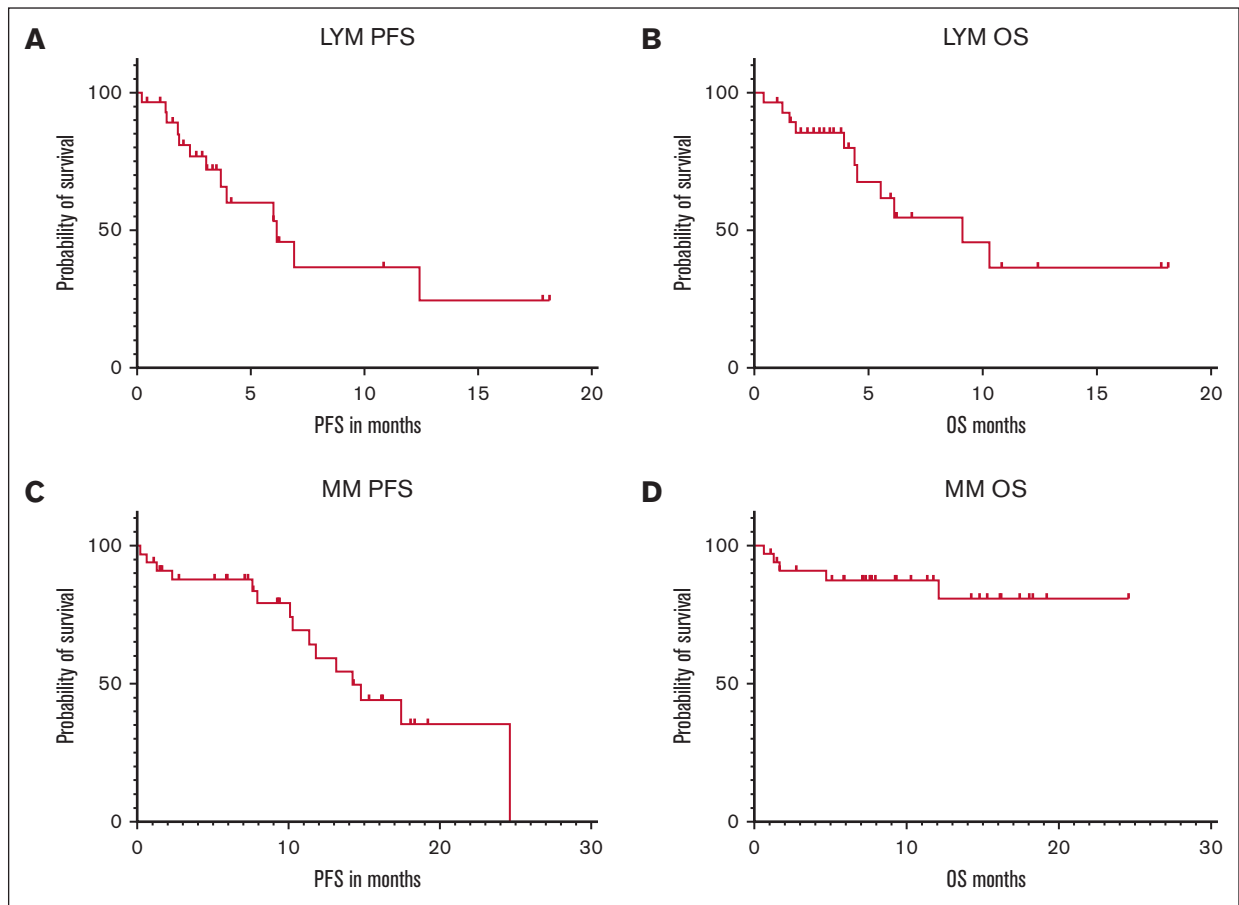 A
LYM PFS
Probability of survival
100
50
0
0 5 10 15 20
PFS in months
B
LYM OS
Probability of survival
100
50
0
0 5 10 15 20
OS months
C
MM PFS
Probability of survival
100
50
0
0 10 20 30
PFS in months
D
MM OS
Probability of survival
100
50
0
0 10 20 30
OS months